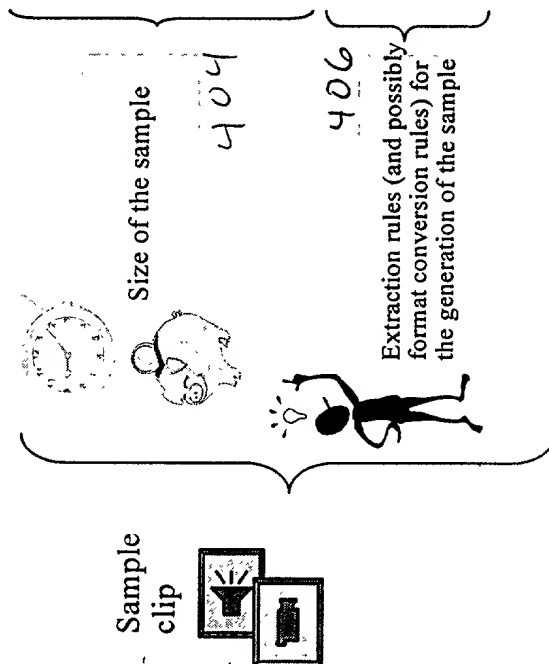 Sample
clip
Size of the sample
404
Extraction rules (and possibly
format conversion rules) for
the generation of the sample
406